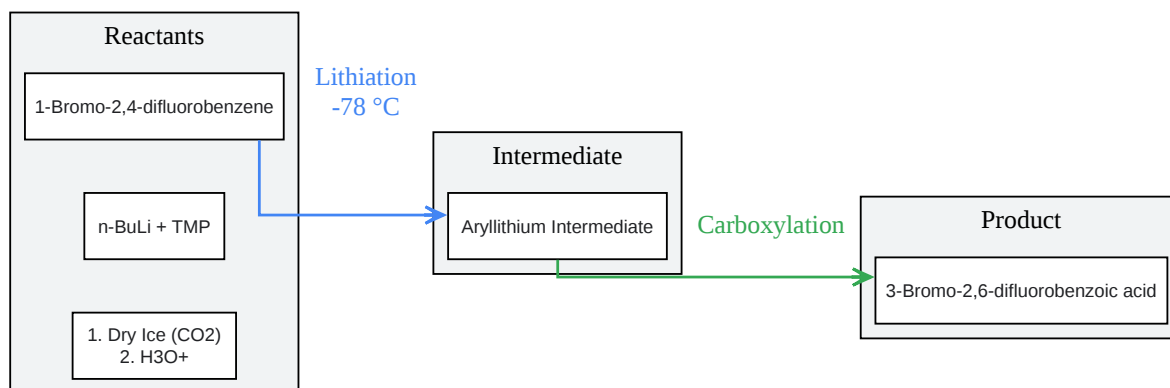 Reactants
1-Bromo-2,4-difluorobenzene
n-BuLi + TMP
1. Dry Ice (CO2)
2. H3O+
Lithiation
-78 °C
Intermediate
Aryllithium Intermediate
Carboxylation
Product
3-Bromo-2,6-difluorobenzoic acid